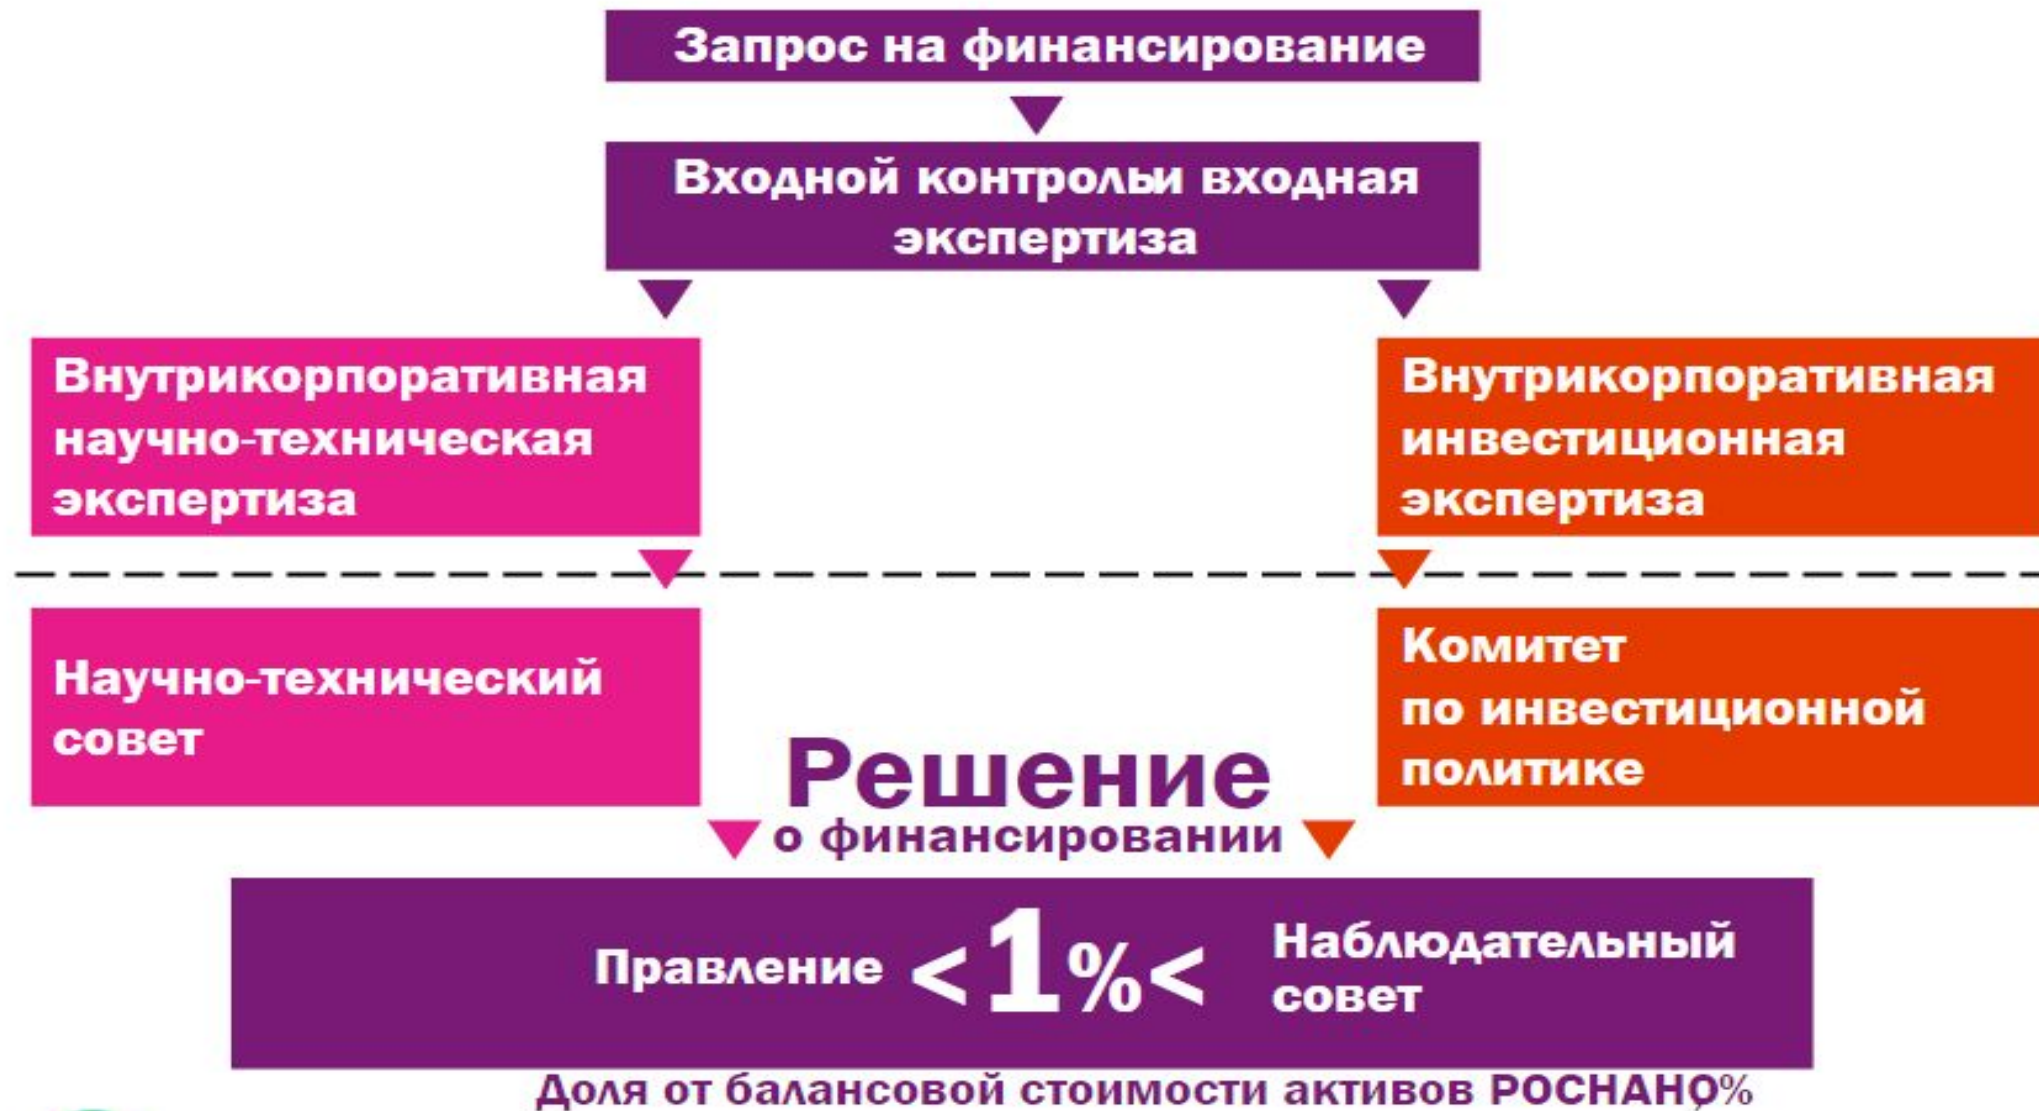 Запрос на финансирование
Входной контрольи входная
экспертиза
Внутрикорпоративная
научно-техническая
экспертиза
Внутрикорпоративная
инвестиционная
экспертиза
Научно-технический
совет
Комитет
по инвестиционной
политике
Решение
о финансировании
Правление <1%< Наблюдательный
совет
Доля от балансовой стоимости активов РОСНАНО,%